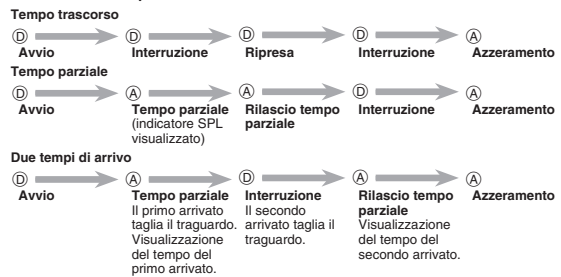 Tempo trascorso
Ⓓ Ⓓ Ⓓ Ⓓ Ⓐ
Avvio Interruzione Ripresa Interruzione Azzeramento
Tempo parziale
Ⓓ Ⓐ Ⓐ Ⓓ Ⓐ
Avvio Tempo parziale Rilascio tempo Interruzione Azzeramento
(indicatore SPL parziale
visualizzato)
Due tempi di arrivo
Ⓓ Ⓐ Ⓓ Ⓐ Ⓐ
Avvio Tempo parziale Interruzione Rilascio tempo Azzeramento
Il primo arrivato Il secondo parziale
taglia il traguardo. arrivato taglia il Visualizzazione
Visualizzazione traguardo. del tempo del
del tempo del secondo arrivato.
primo arrivato.